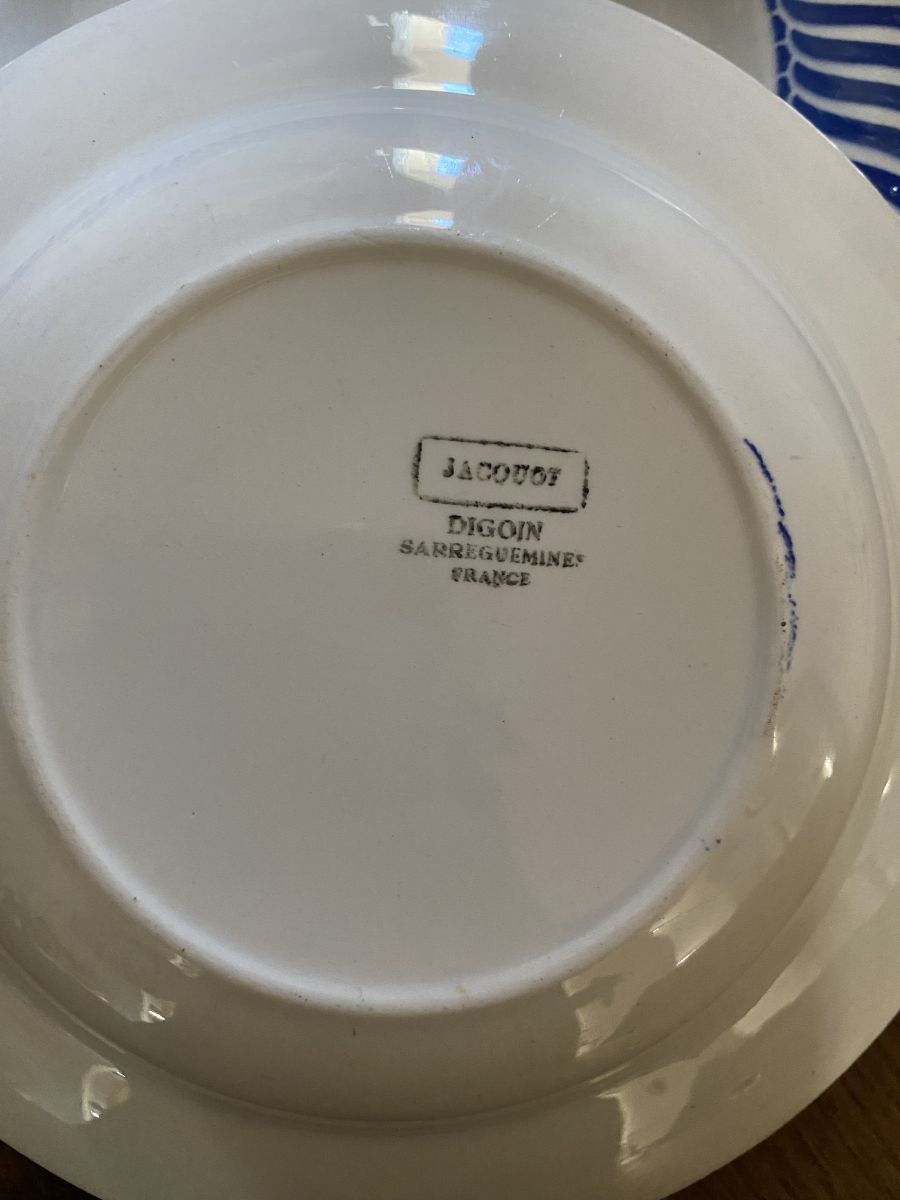 JACQUOT
DIGOIN
SARREGUEMINES
FRANCE